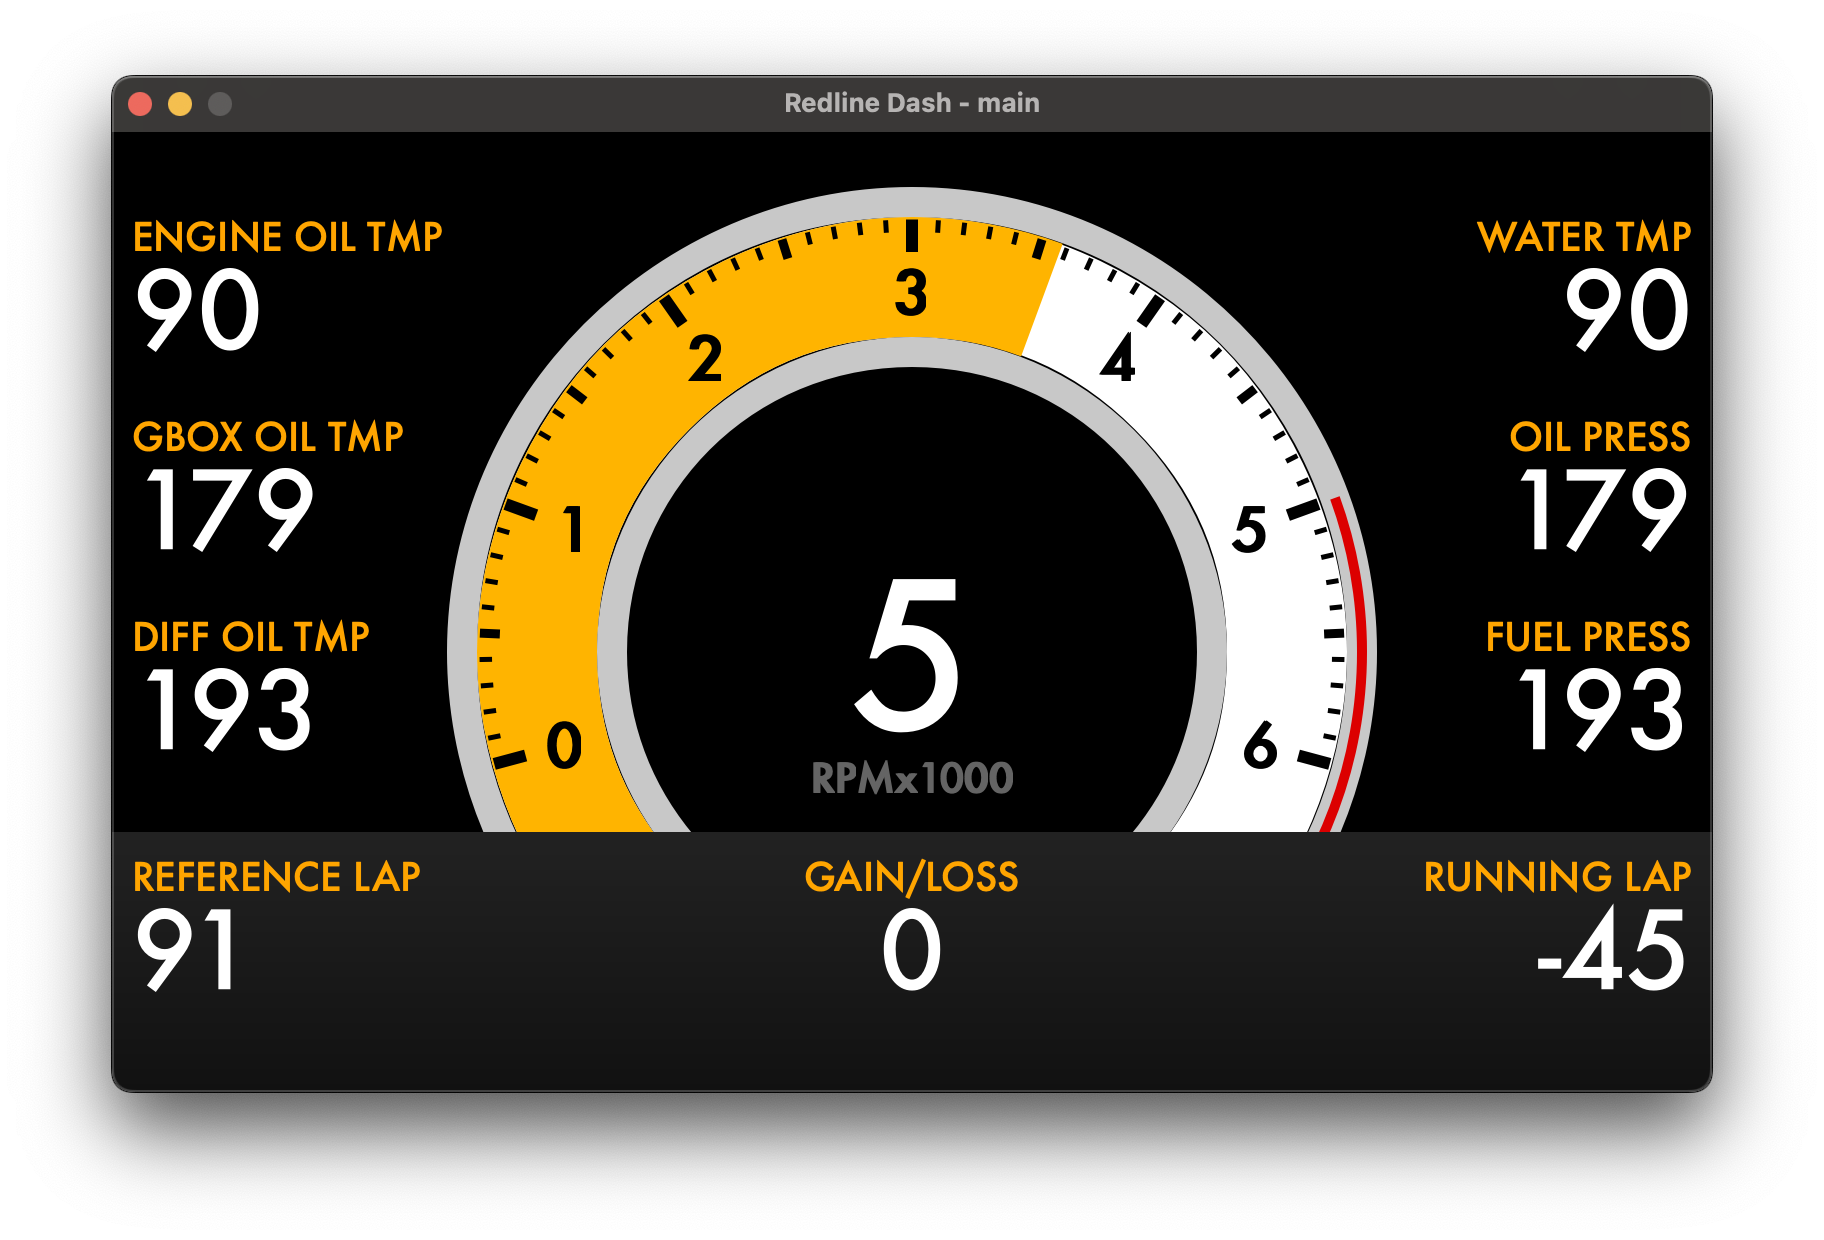 Redline Dash - main
ENGINE OIL TMP
90
GBOX OIL TMP
179
DIFF OIL TMP
193
0
1
2
3
4
5
6
5
RPMx1000
WATER TMP
90
OIL PRESS
179
FUEL PRESS
193
REFERENCE LAP
91
GAIN/LOSS
0
RUNNING LAP
-45